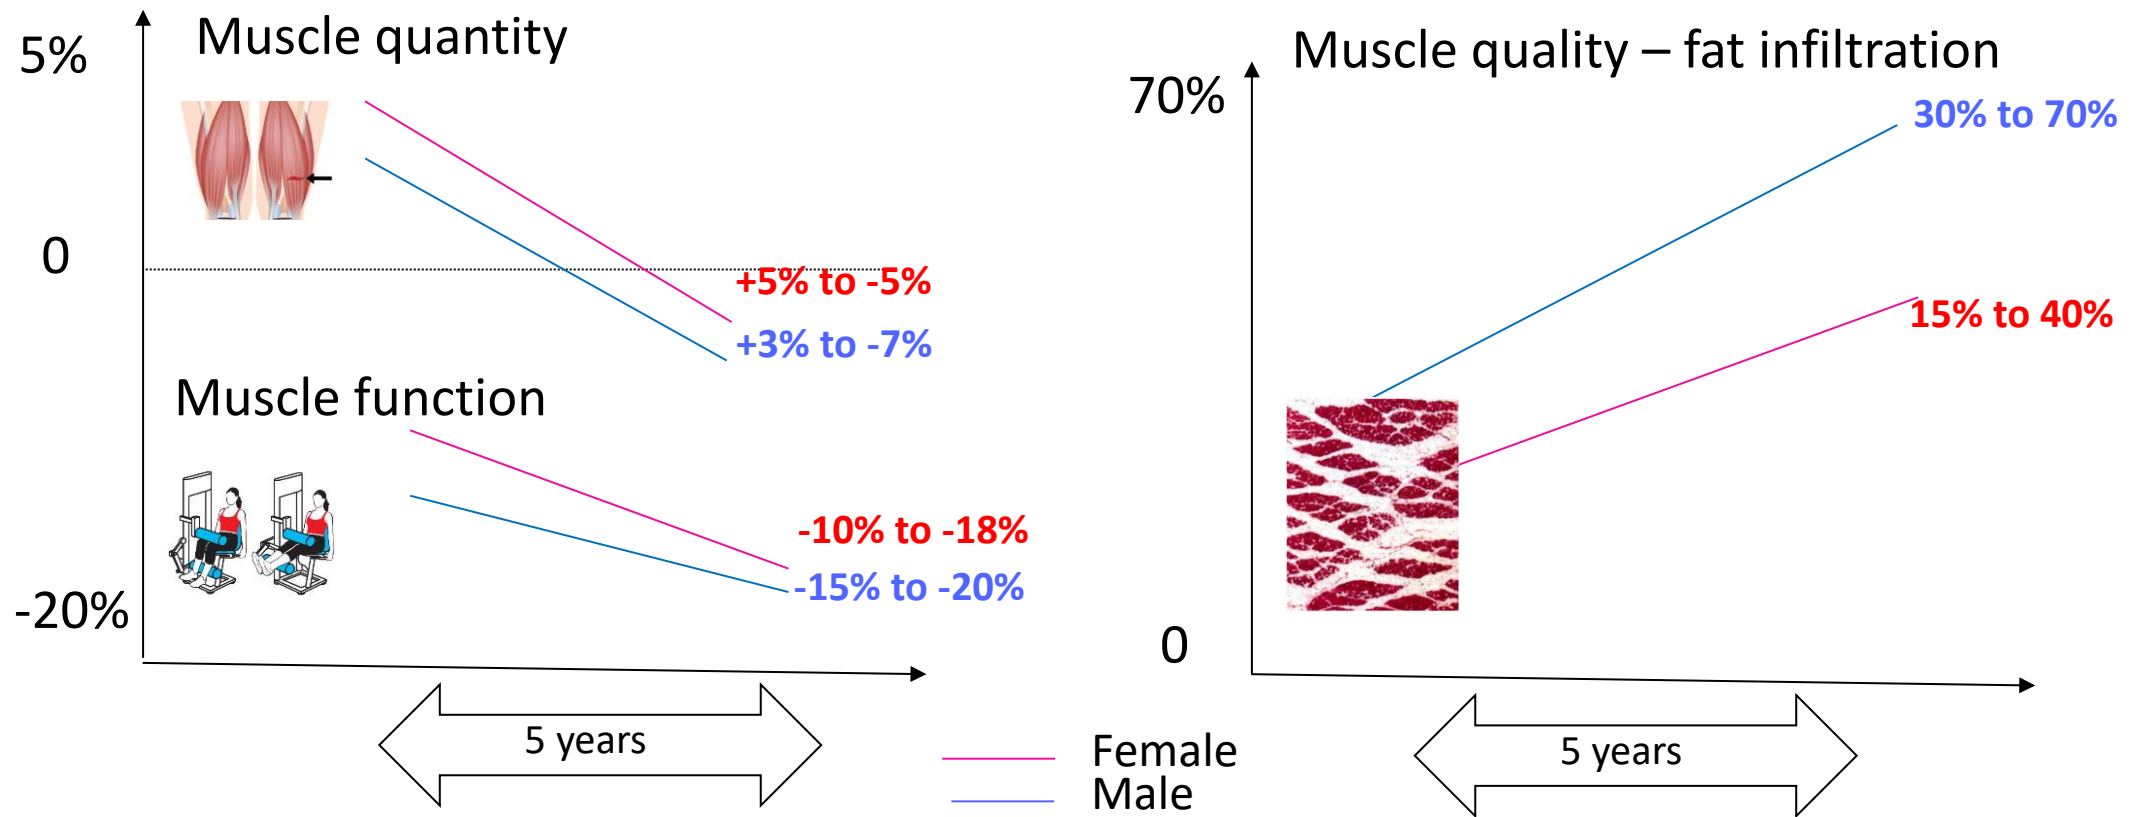 Muscle quantity
5%
0
+5% to -5%
+3% to -7%
Muscle function
-10% to -18%
-15% to -20%
-20%
5 years
Muscle quality – fat infiltration
70%
30% to 70%
15% to 40%
0
5 years
Female
Male